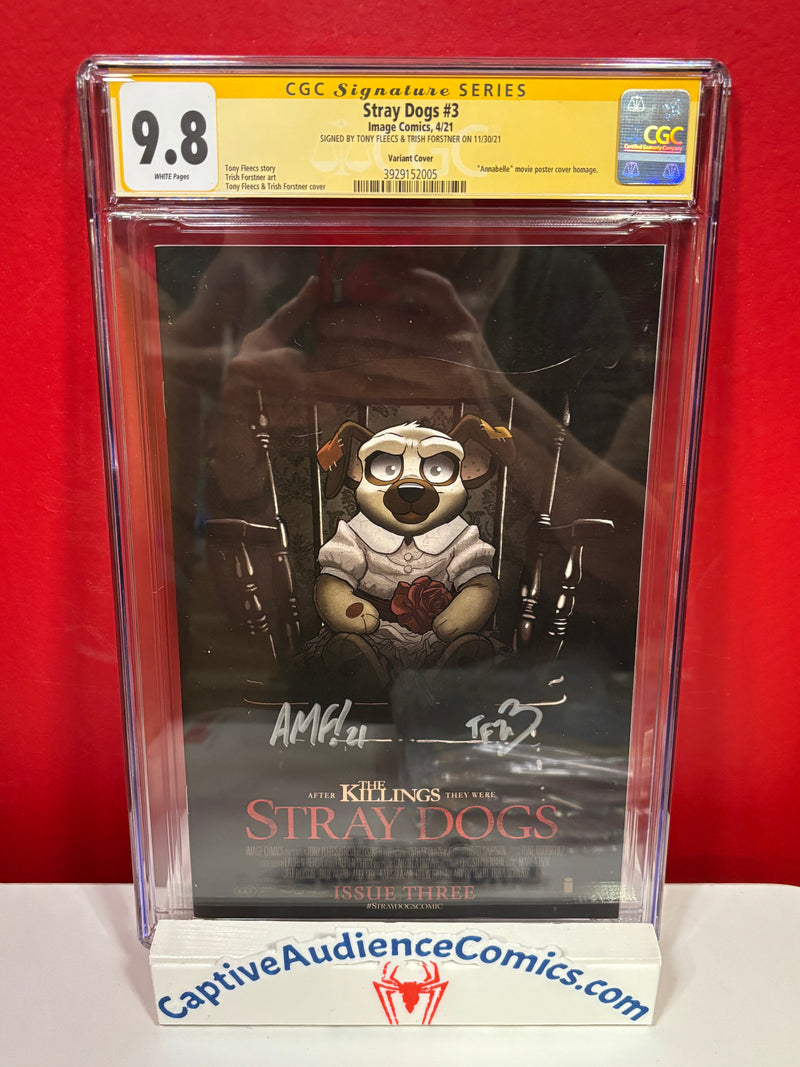 CGC Signature SERIES
9.8
WHITE Pages
Stray Dogs #3
Image Comics, 4/21
SIGNED BY TONY FLEECS & TRISH FORSTNER ON 11/30/21
Variant Cover
3929152005
Tony Fleecs story
Trish Forstner art
Tony Fleecs & Trish Forstner cover
"Annabelle" movie poster cover homage.
CGC
Certified Guaranty Company
AFTER THE KILLINGS THEY WERE
STRAY DOGS
IMAGE COMICS
ISSUE THREE
#STRAYDOGSCOMIC
CaptiveAudienceComics.com